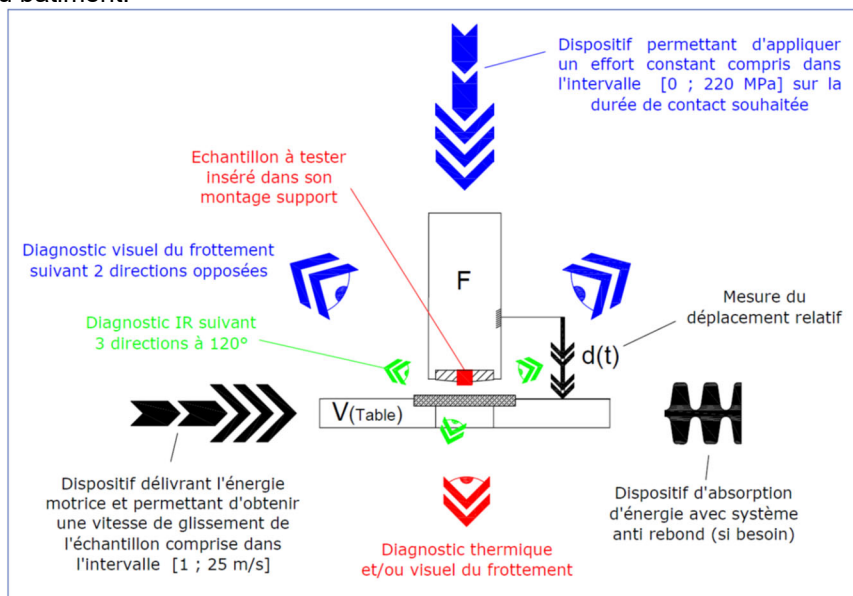 Dispositif permettant d'appliquer
un effort constant compris dans
l'intervalle [0 ; 220 MPa] sur la
durée de contact souhaitée
Echantillon à tester
inséré dans son
montage support
Diagnostic visuel du frottement
suivant 2 directions opposées
F
Mesure du
déplacement relatif
Diagnostic IR suivant
3 directions à 120°
d(t)
V(Table)
Dispositif délivrant l'énergie
motrice et permettant d'obtenir
une vitesse de glissement de
l'échantillon comprise dans
l'intervalle [1 ; 25 m/s]
Diagnostic thermique
et/ou visuel du frottement
Dispositif d'absorption
d'énergie avec système
anti rebond (si besoin)